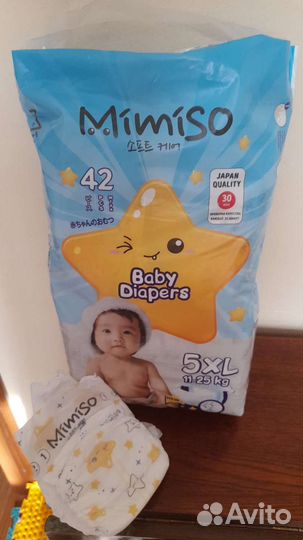 MimiSO
소프트 케어
42
赤ちゃんのおむつ
JAPAN
QUALITY
30
Baby
Diapers
5XL
11-25 kg
MimiSO
Avito